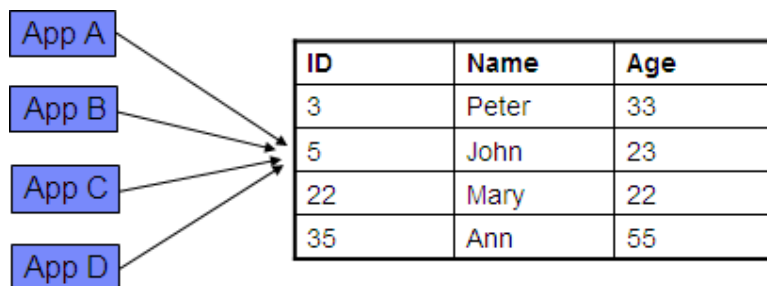 App A
App B
App C
App D
ID Name Age
3 Peter 33
5 John 23
22 Mary 22
35 Ann 55